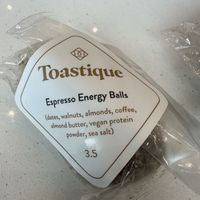 Toastique
Espresso Energy Balls
(dates, walnuts, almonds, coffee,
almond butter, vegan protein
powder, sea salt)
3.5